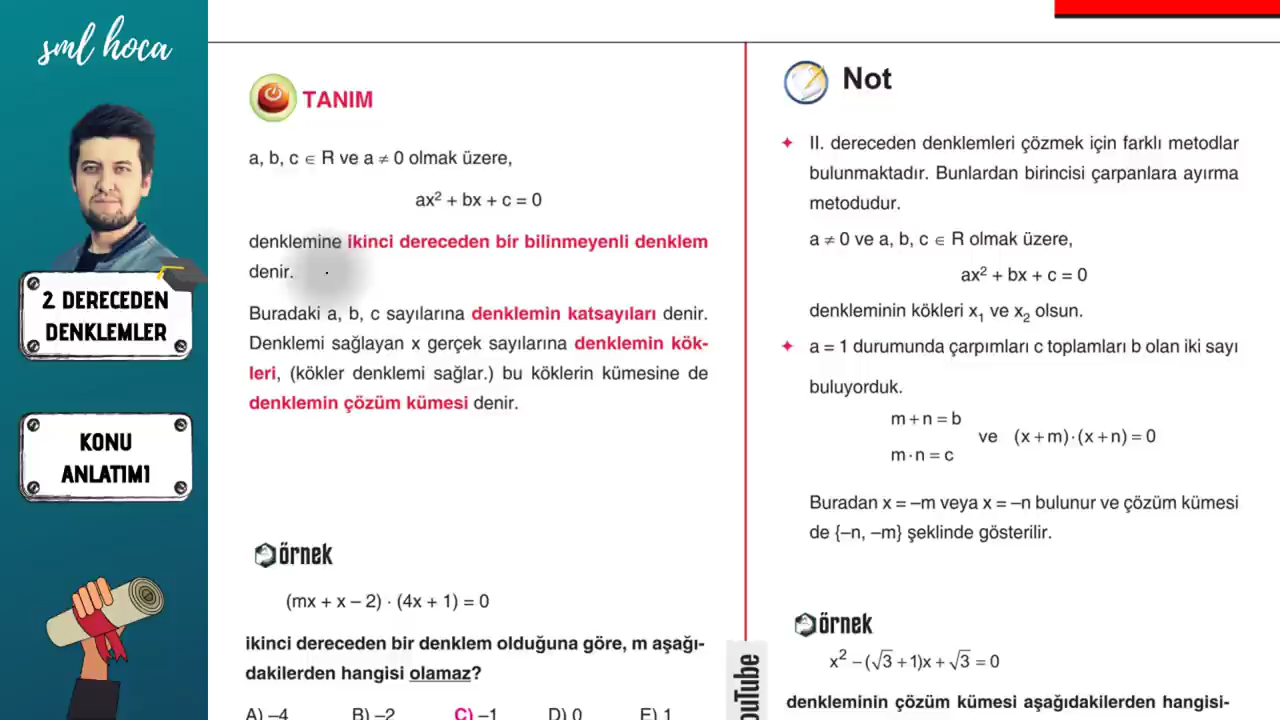 sml hoca
2. DERECEDEN
DENKLEMLER
KONU
ANLATIMI
TANIM
a, b, c ∈ R ve a ≠ 0 olmak üzere,
ax² + bx + c = 0
denklemine ikinci dereceden bir bilinmeyenli denklem
denir.
Buradaki a, b, c sayılarına denklemin katsayıları denir.
Denklemi sağlayan x gerçek sayılarına denklemin kök-
leri, (kökler denklemi sağlar.) bu köklerin kümesine de
denklemin çözüm kümesi denir.
örnek
(mx + x – 2) · (4x + 1) = 0
ikinci dereceden bir denklem olduğuna göre, m aşağı-
dakilerden hangisi olamaz?
A) –4 B) –2 C) –1 D) 0 E) 1
Not
II. dereceden denklemleri çözmek için farklı metodlar
bulunmaktadır. Bunlardan birincisi çarpanlara ayırma
metodudur.
a ≠ 0 ve a, b, c ∈ R olmak üzere,
ax² + bx + c = 0
denkleminin kökleri x₁ ve x₂ olsun.
a = 1 durumunda çarpımları c toplamları b olan iki sayı
buluyorduk.
m + n = b
ve (x + m) · (x + n) = 0
m · n = c
Buradan x = –m veya x = –n bulunur ve çözüm kümesi
de {–n, –m} şeklinde gösterilir.
örnek
x² – (√3 + 1)x + √3 = 0
denkleminin çözüm kümesi aşağıdakilerden hangisi-